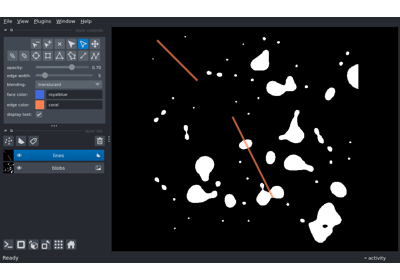 File View Plugins Window Help
opacity: 0.70
edge width: 5
blending: translucent
face color: royalblue
edge color: coral
display text: ✓
lines
blobs
Ready
activity